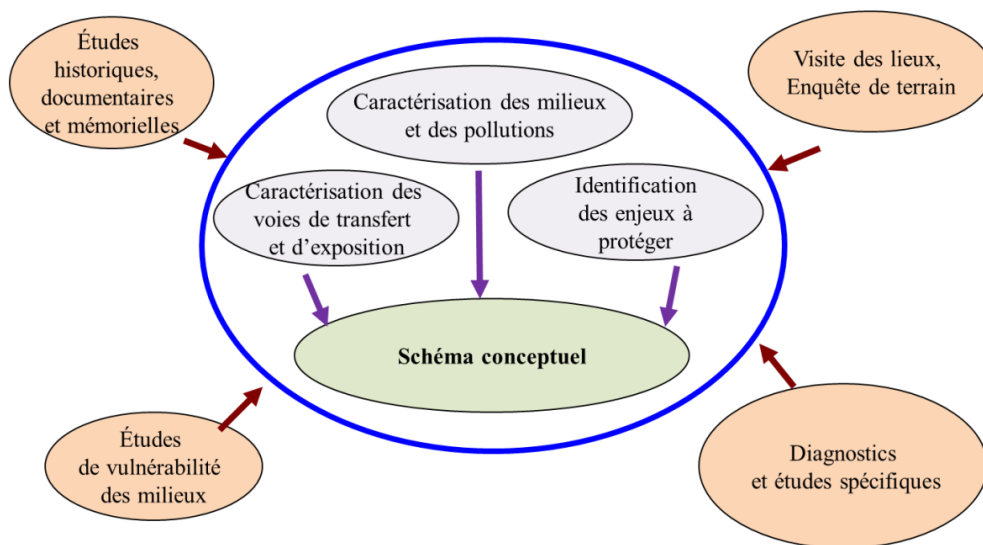 Études
historiques,
documentaires
et mémorielles
Visite des lieux,
Enquête de terrain
Caractérisation des milieux
et des pollutions
Caractérisation des
voies de transfert
et d’exposition
Identification
des enjeux à
protéger
Schéma conceptuel
Études
de vulnérabilité
des milieux
Diagnostics
et études spécifiques